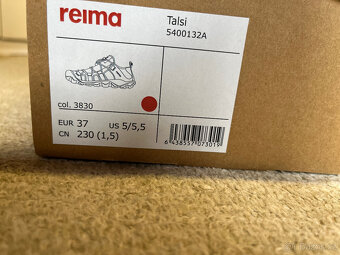 reima
Talsi
5400132A
col. 3830
EUR 37 US 5/5,5
CN 230 (1,5)
6 438557 073019